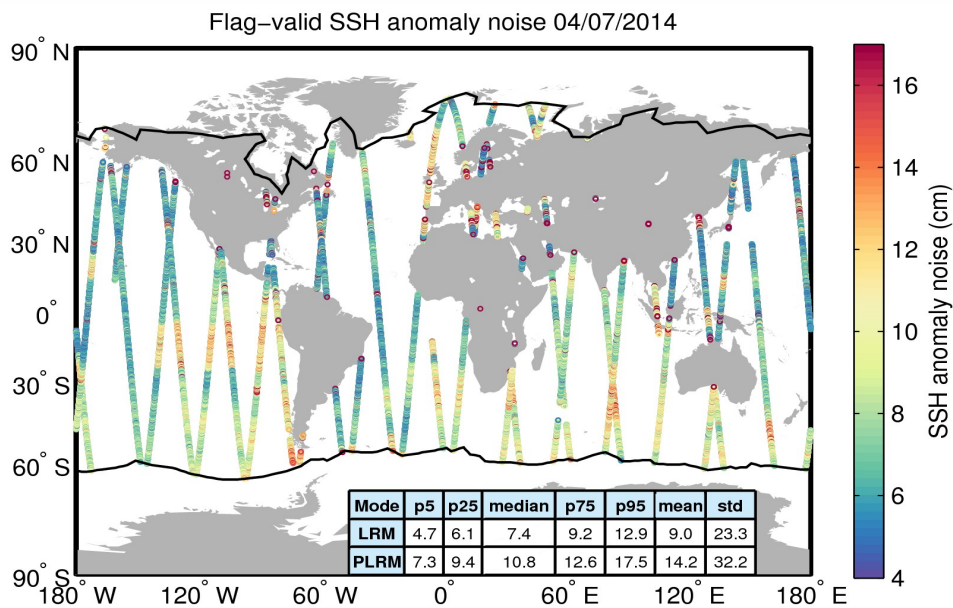 Flag−valid SSH anomaly noise 04/07/2014
90° N
60° N
30° N
0°
30° S
60° S
90° S
180° W
120° W
60° W
0°
60° E
120° E
180° E
Mode p5 p25 median p75 p95 mean std
LRM 4.7 6.1 7.4 9.2 12.9 9.0 23.3
PLRM 7.3 9.4 10.8 12.6 17.5 14.2 32.2
16
14
12
10
8
6
4
SSH anomaly noise (cm)